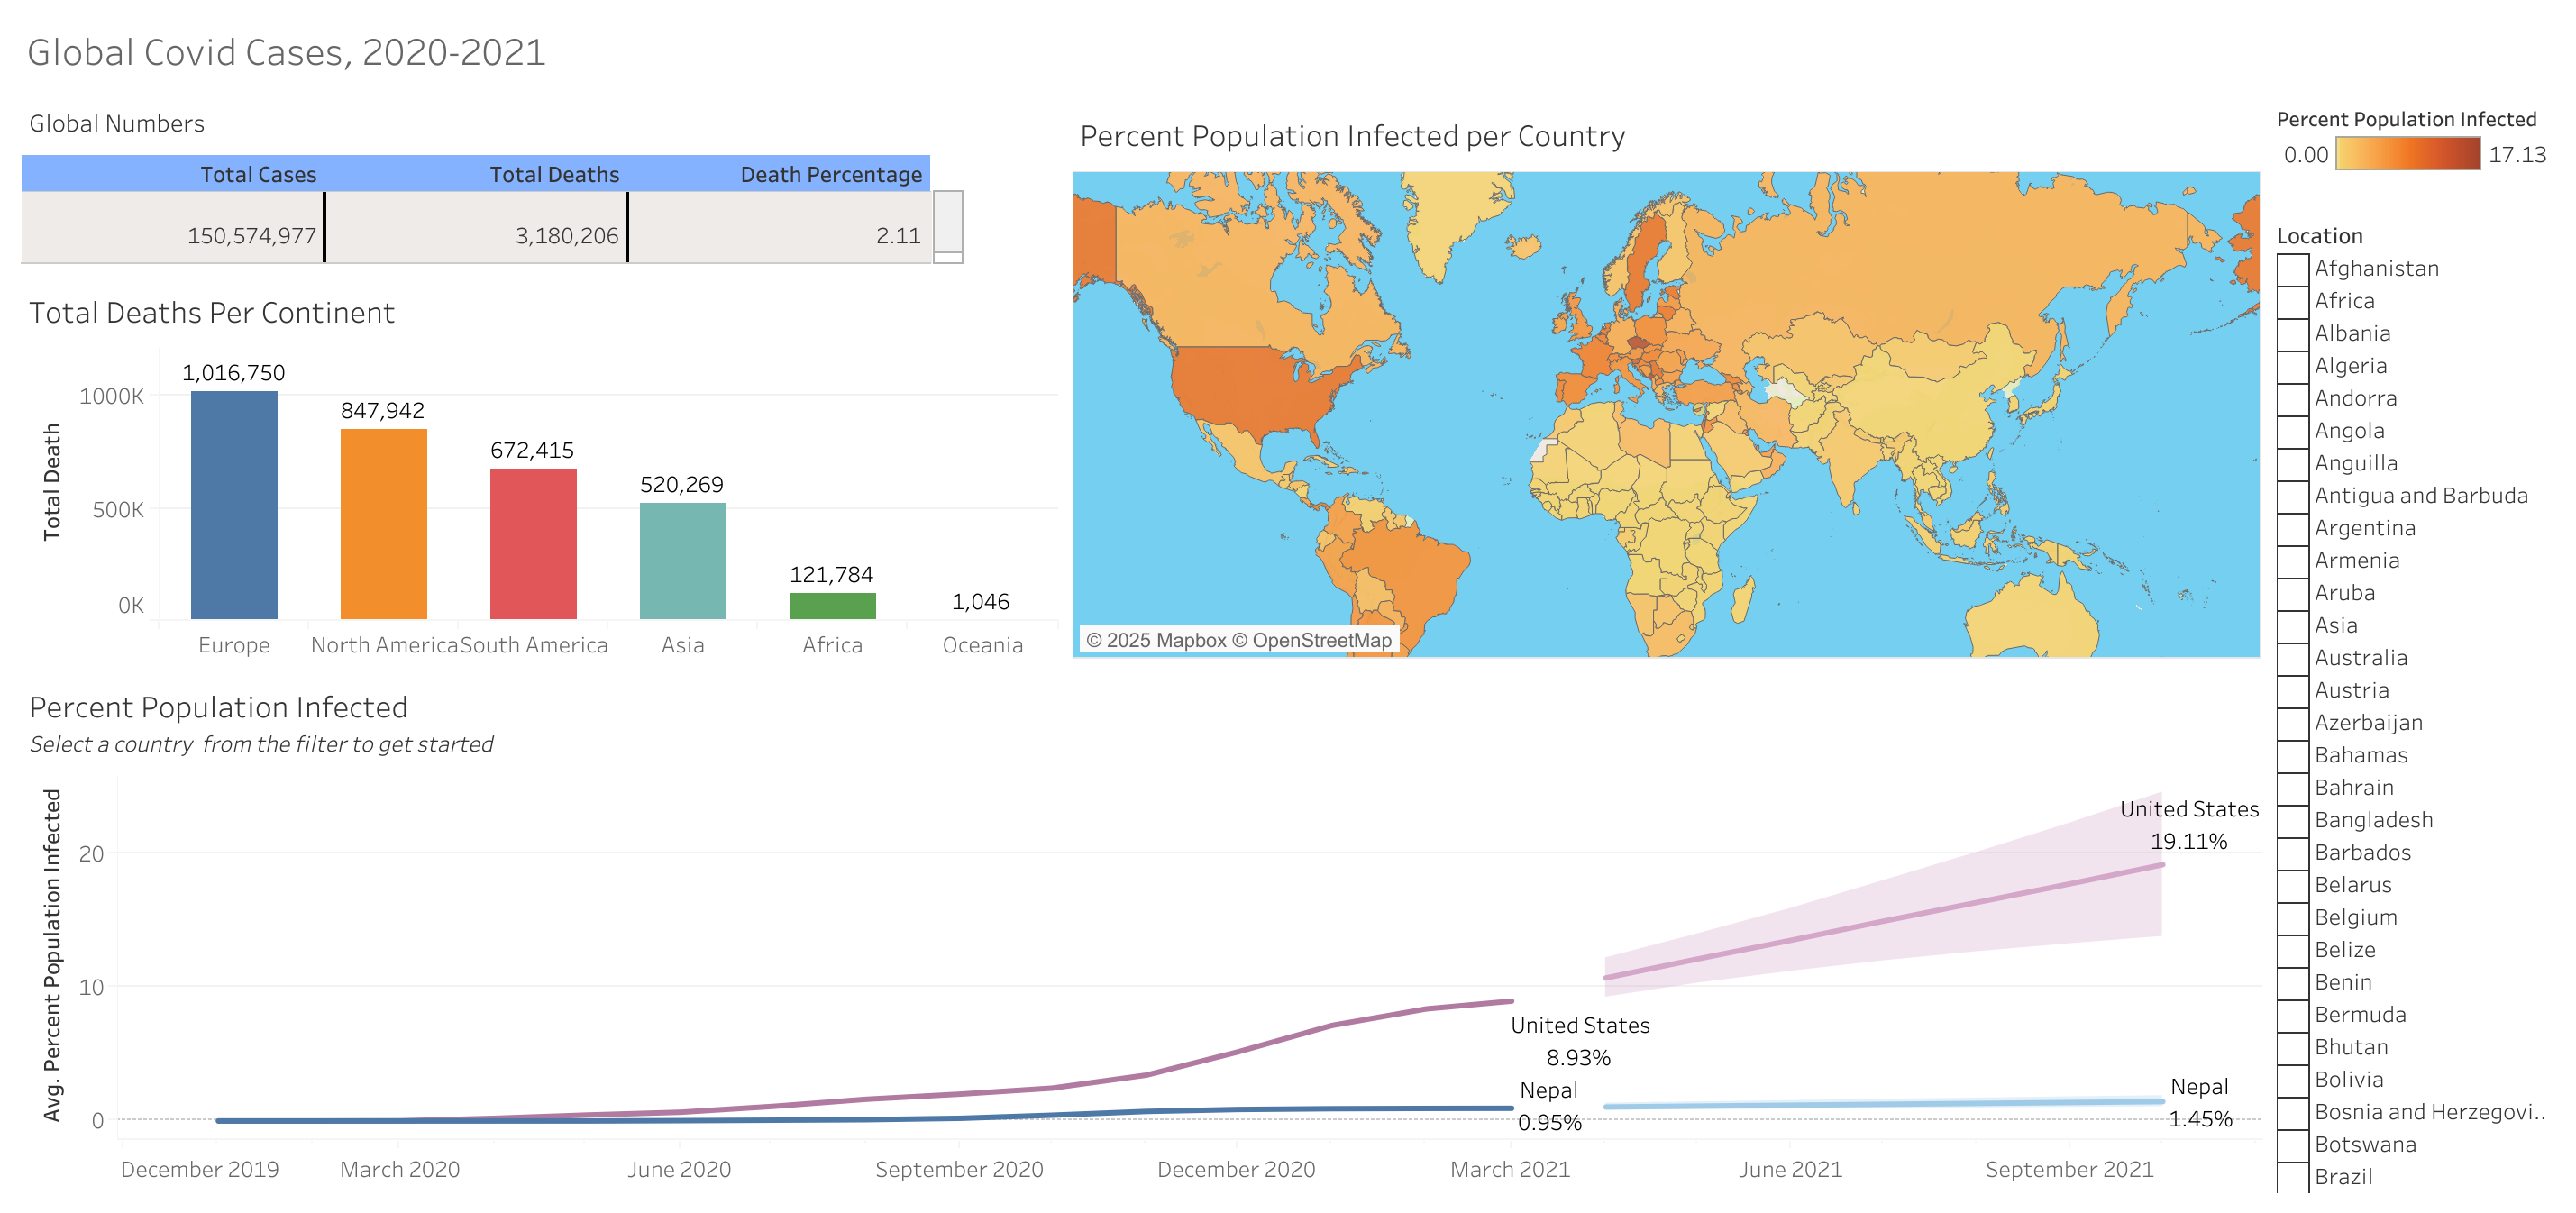 Global Covid Cases, 2020-2021
Global Numbers
Total Cases Total Deaths Death Percentage
150,574,977 3,180,206 2.11
Total Deaths Per Continent
Total Death
1000K
500K
0K
1,016,750
847,942
672,415
520,269
121,784
1,046
Europe North America South America Asia Africa Oceania
Percent Population Infected per Country
© 2025 Mapbox © OpenStreetMap
Percent Population Infected
0.00 17.13
Location
Afghanistan
Africa
Albania
Algeria
Andorra
Angola
Anguilla
Antigua and Barbuda
Argentina
Armenia
Aruba
Asia
Australia
Austria
Azerbaijan
Bahamas
Bahrain
Bangladesh
Barbados
Belarus
Belgium
Belize
Benin
Bermuda
Bhutan
Bolivia
Bosnia and Herzegovi..
Botswana
Brazil
Percent Population Infected
Select a country from the filter to get started
Avg. Percent Population Infected
20
10
0
United States
19.11%
United States
8.93%
Nepal
0.95%
Nepal
1.45%
December 2019 March 2020 June 2020 September 2020 December 2020 March 2021 June 2021 September 2021